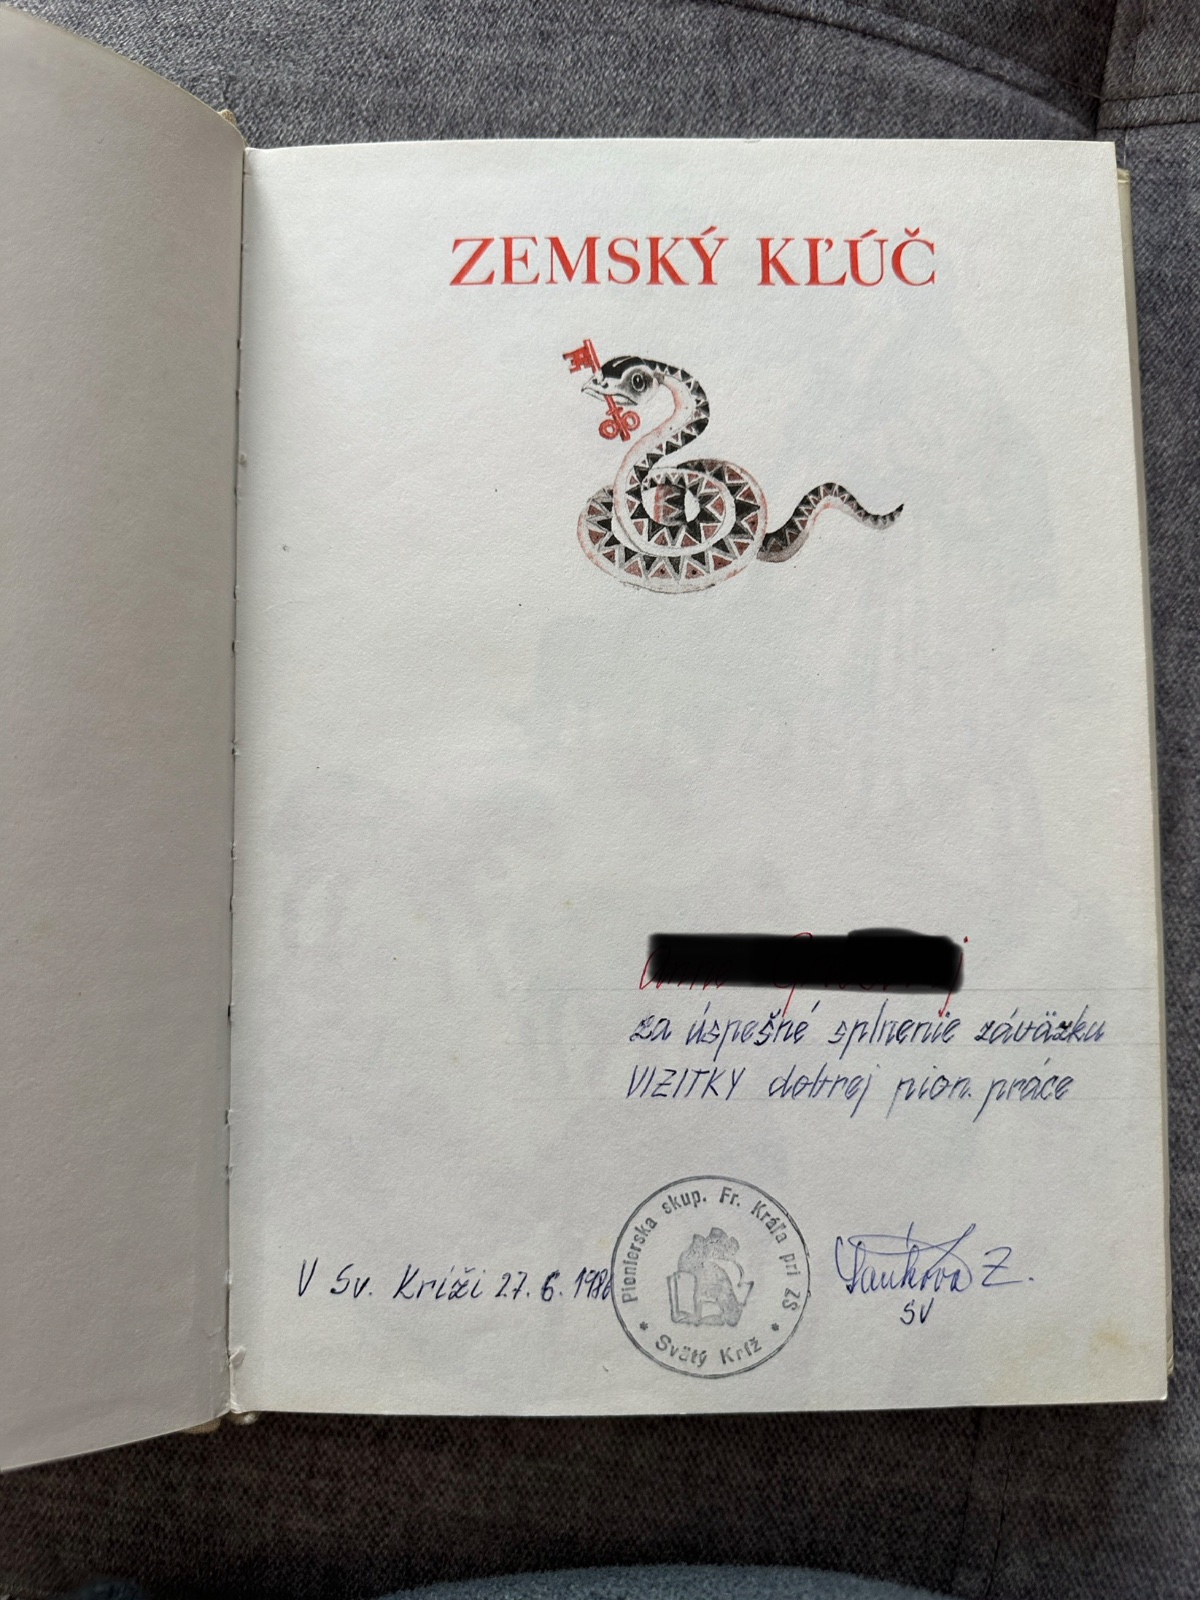 ZEMSKÝ KĽÚČ
za úspešné splnenie záväzku
VIZITKY dobrej pion. práce
V Sv. Kríži 27. 6. 198
Pionierska skup. Fr. Kráľa pri ZŠ
* Svätý Kríž *
Z.
SV